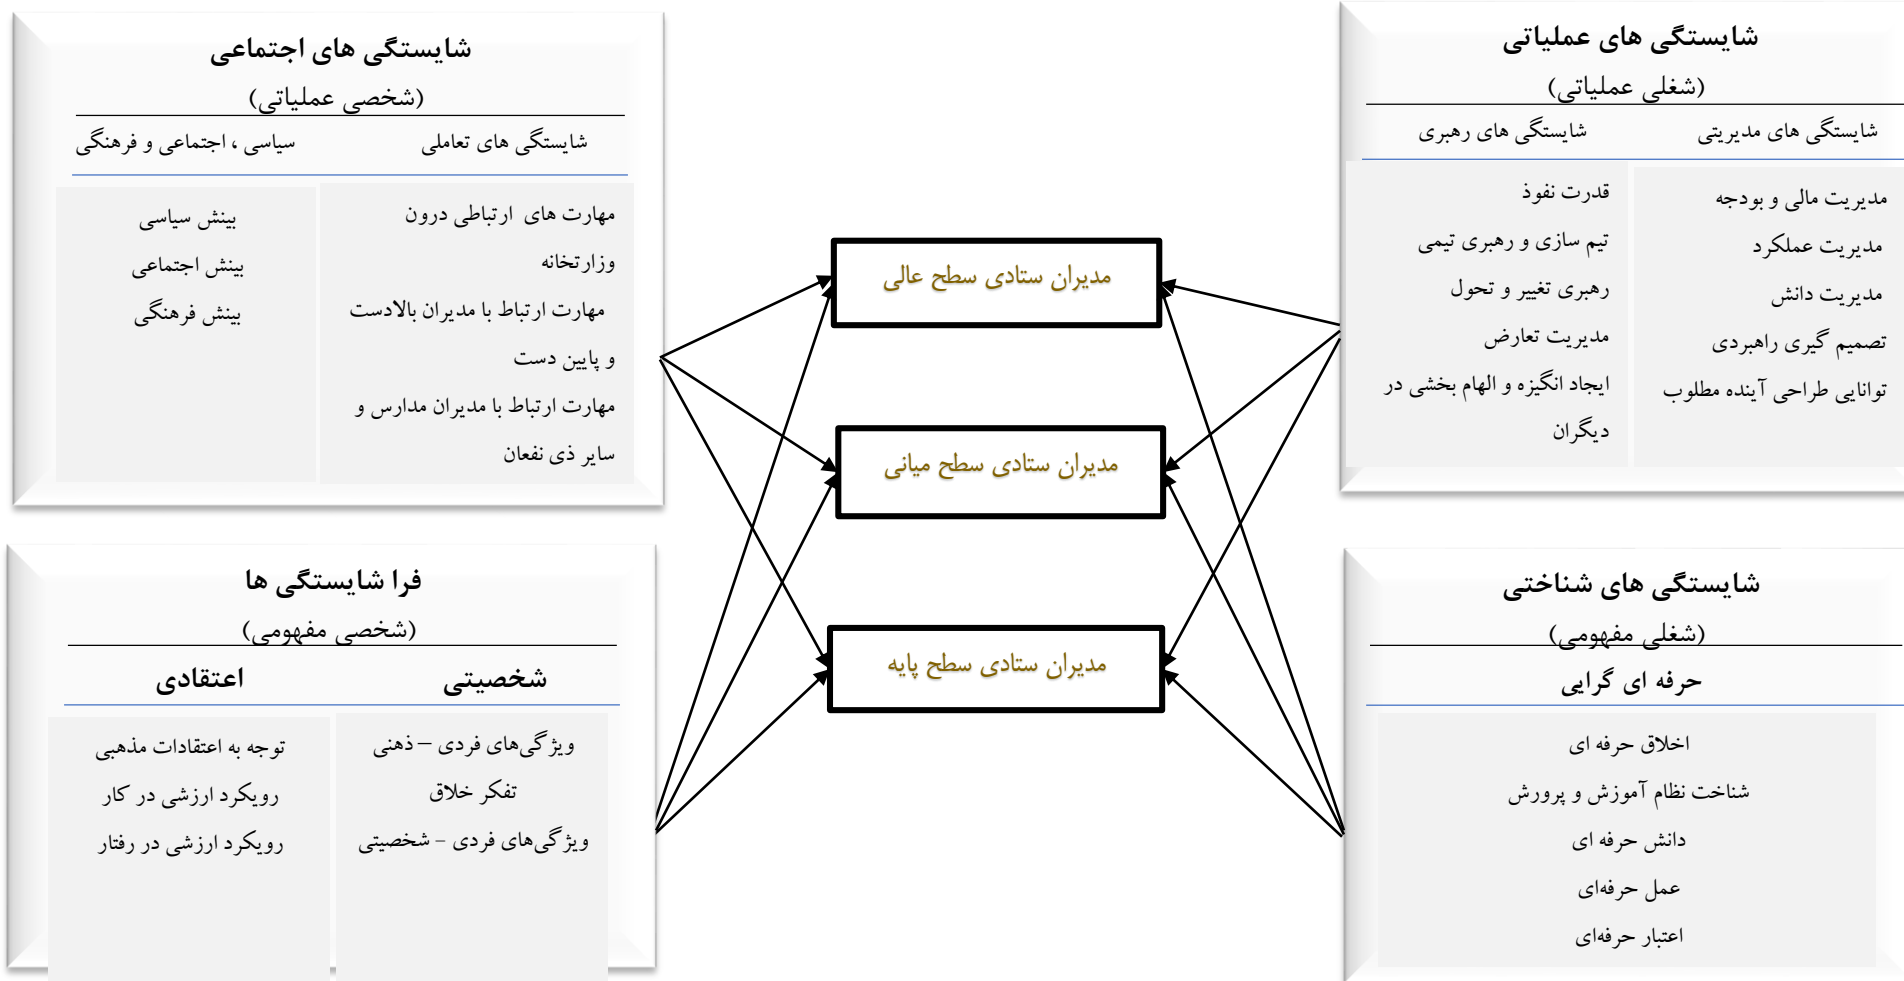 شایستگی های عملیاتی
(شغلی عملیاتی)
شایستگی های مدیریتی
مدیریت مالی و بودجه
مدیریت عملکرد
مدیریت دانش
تصمیم گیری راهبردی
توانایی طراحی آینده مطلوب
شایستگی های رهبری
قدرت نفوذ
تیم سازی و رهبری تیمی
رهبری تغییر و تحول
مدیریت تعارض
ایجاد انگیزه و الهام بخشی در
دیگران
شایستگی های اجتماعی
(شخصی عملیاتی)
شایستگی های تعاملی
مهارت های ارتباطی درون
وزارتخانه
مهارت ارتباط با مدیران بالادست
و پایین دست
مهارت ارتباط با مدیران مدارس و
سایر ذی نفعان
سیاسی ، اجتماعی و فرهنگی
بینش سیاسی
بینش اجتماعی
بینش فرهنگی
مدیران ستادی سطح عالی
مدیران ستادی سطح میانی
مدیران ستادی سطح پایه
شایستگی های شناختی
(شغلی مفهومی)
حرفه ای گرایی
اخلاق حرفه ای
شناخت نظام آموزش و پرورش
دانش حرفه ای
عمل حرفه‌ای
اعتبار حرفه‌ای
فرا شایستگی ها
(شخصی مفهومی)
شخصیتی
ویژگی‌های فردی – ذهنی
تفکر خلاق
ویژگی‌های فردی - شخصیتی
اعتقادی
توجه به اعتقادات مذهبی
رویکرد ارزشی در کار
رویکرد ارزشی در رفتار